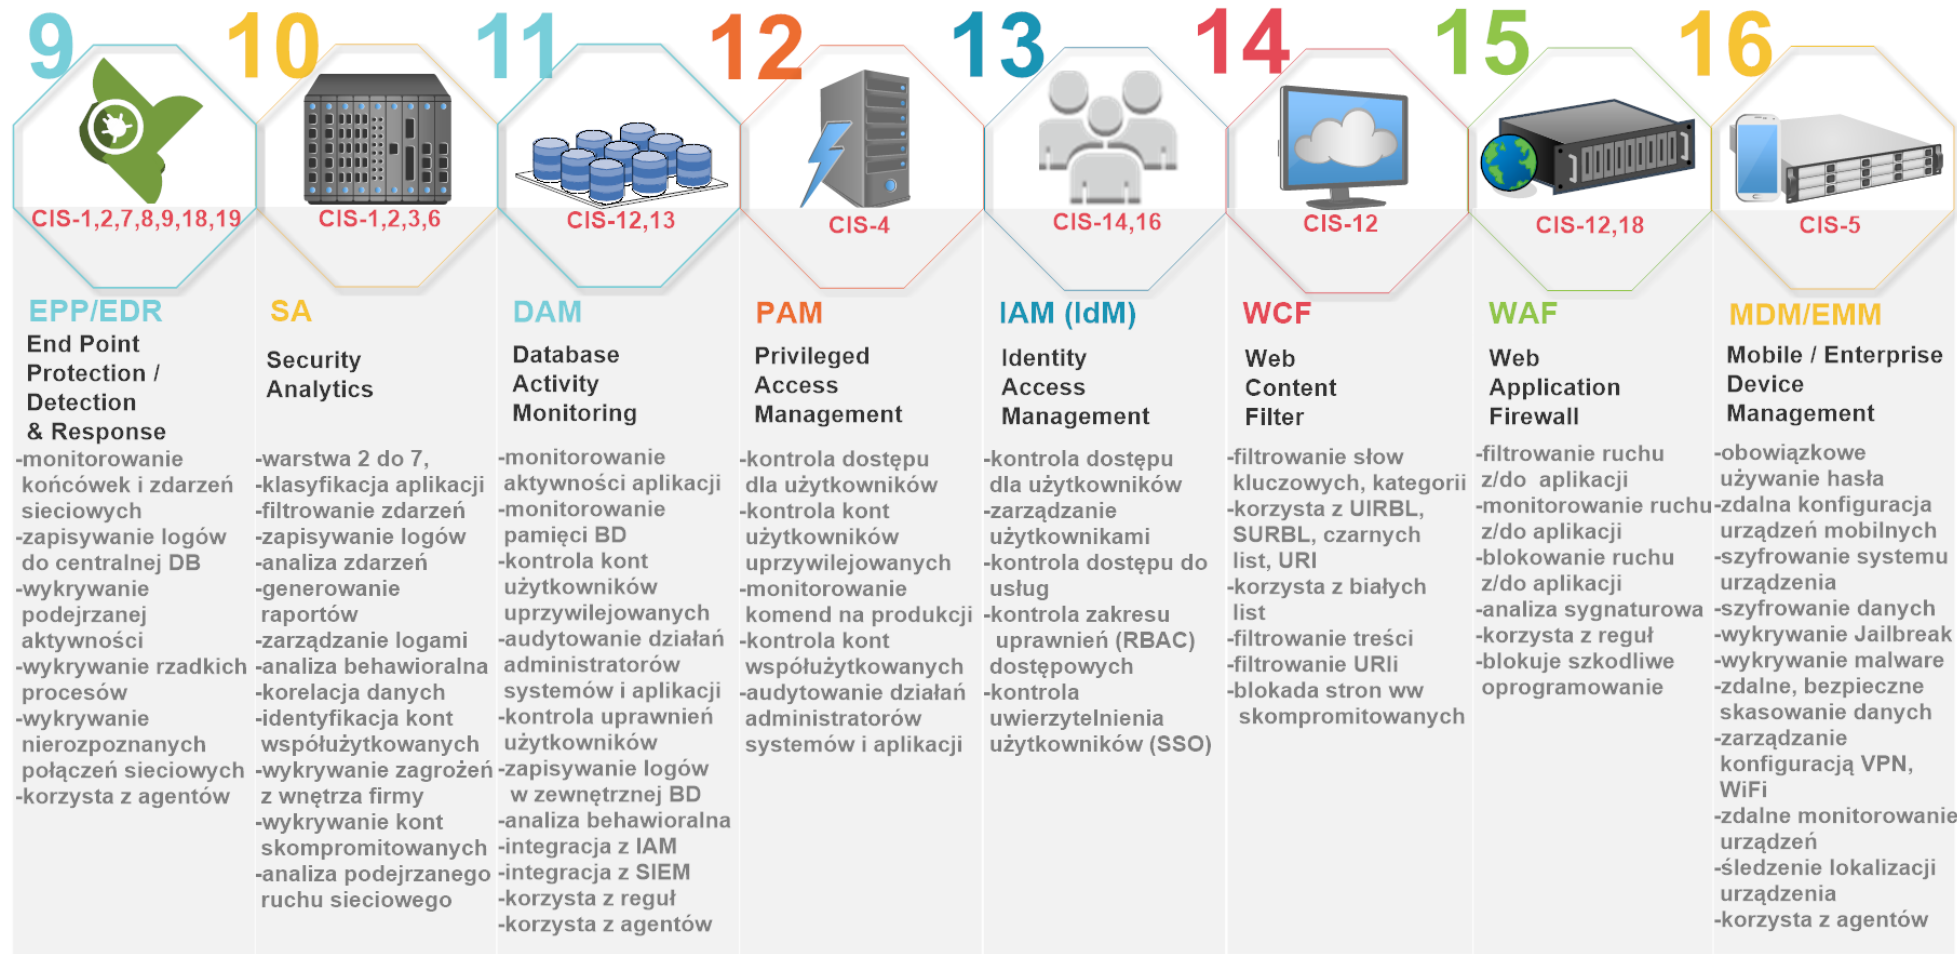 9
CIS-1,2,7,8,9,18,19
EPP/EDR
End Point
Protection /
Detection
& Response
-monitorowanie
końcówek i zdarzeń
sieciowych
-zapisywanie logów
do centralnej DB
-wykrywanie
podejrzanej
aktywności
-wykrywanie rzadkich
procesów
-wykrywanie
nierozpoznanych
połączeń sieciowych
-korzysta z agentów
10
CIS-1,2,3,6
SA
Security
Analytics
-warstwa 2 do 7,
-klasyfikacja aplikacji
-filtrowanie zdarzeń
-zapisywanie logów
-analiza zdarzeń
-generowanie
raportów
-zarządzanie logami
-analiza behawioralna
-korelacja danych
-identyfikacja kont
współużytkowanych
-wykrywanie zagrożeń
z wnętrza firmy
-wykrywanie kont
skompromitowanych
-analiza podejrzanego
ruchu sieciowego
11
CIS-12,13
DAM
Database
Activity
Monitoring
-monitorowanie
aktywności aplikacji
-monitorowanie
pamięci BD
-kontrola kont
użytkowników
uprzywilejowanych
-audytowanie działań
administratorów
systemów i aplikacji
-kontrola uprawnień
użytkowników
-zapisywanie logów
w zewnętrznej BD
-analiza behawioralna
-integracja z IAM
-integracja z SIEM
-korzysta z reguł
-korzysta z agentów
12
CIS-4
PAM
Privileged
Access
Management
-kontrola dostępu
dla użytkowników
-kontrola kont
użytkowników
uprzywilejowanych
-monitorowanie
komend na produkcji
-kontrola kont
współużytkowanych
-audytowanie działań
administratorów
systemów i aplikacji
13
CIS-14,16
IAM (IdM)
Identity
Access
Management
-kontrola dostępu
dla użytkowników
-zarządzanie
użytkownikami
-kontrola dostępu do
usług
-kontrola zakresu
uprawnień (RBAC)
dostępowych
-kontrola
uwierzytelnienia
użytkowników (SSO)
14
CIS-12
WCF
Web
Content
Filter
-filtrowanie słow
kluczowych, kategorii
-korzysta z UIRBL,
SURBL, czarnych
list, URI
-korzysta z białych
list
-filtrowanie treści
-filtrowanie URIi
-blokada stron ww
skompromitowanych
15
CIS-12,18
WAF
Web
Application
Firewall
-filtrowanie ruchu
z/do aplikacji
-monitorowanie ruchu
z/do aplikacji
-blokowanie ruchu
z/do aplikacji
-analiza sygnaturowa
-korzysta z reguł
-blokuje szkodliwe
oprogramowanie
16
CIS-5
MDM/EMM
Mobile / Enterprise
Device
Management
-obowiązkowe
używanie hasła
-zdalna konfiguracja
urządzeń mobilnych
-szyfrowanie systemu
urządzenia
-szyfrowanie danych
-wykrywanie Jailbreak
-wykrywanie malware
-zdalne, bezpieczne
skasowanie danych
-zarządzanie
konfiguracją VPN,
WiFi
-zdalne monitorowanie
urządzeń
-śledzenie lokalizacji
urządzenia
-korzysta z agentów